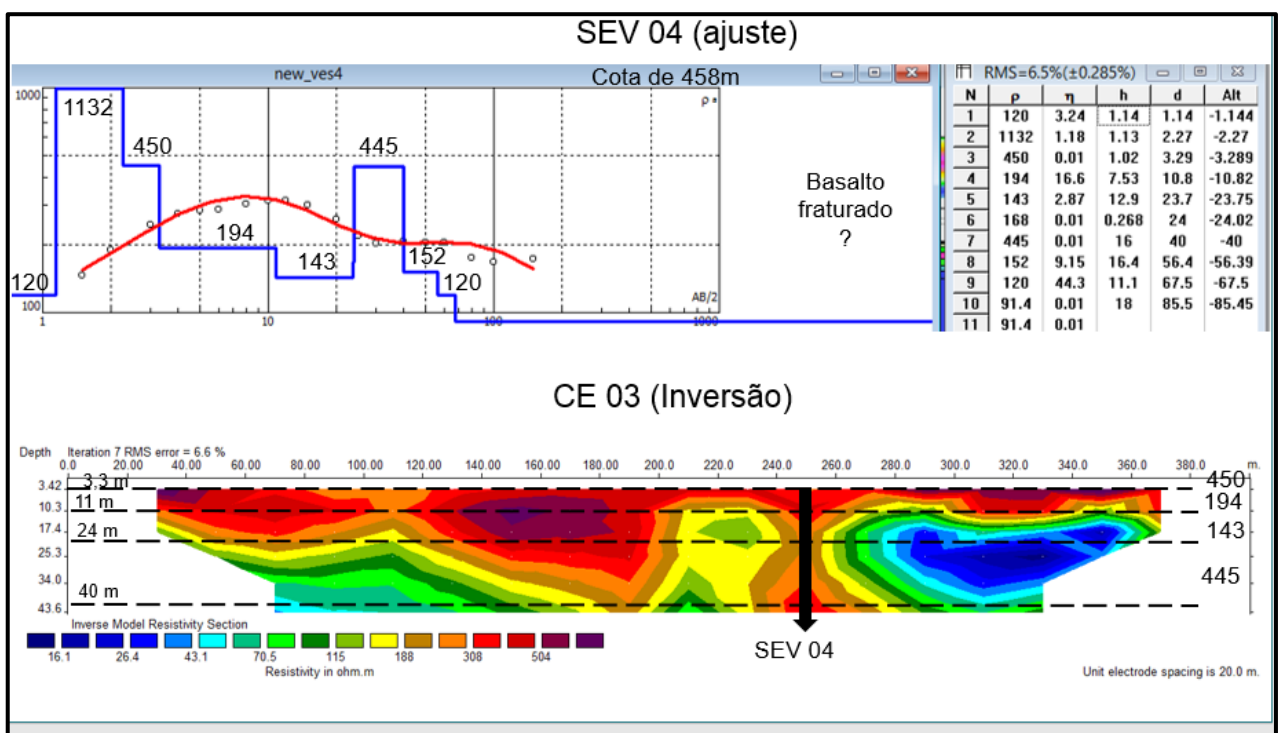 SEV 04 (ajuste)
new_ves4
Cota de 458m
RMS=6.5%(±0.285%)
1000
1132
450
445
194
143
152
120
120
100
ρ
AB/2
1
10
100
1000
Basalto
fraturado
?
N ρ η h d Alt
1 120 3.24 1.14 1.14 -1.144
2 1132 1.18 1.13 2.27 -2.27
3 450 0.01 1.02 3.29 -3.289
4 194 16.6 7.53 10.8 -10.82
5 143 2.87 12.9 23.7 -23.75
6 168 0.01 0.268 24 -24.02
7 445 0.01 16 40 -40
8 152 9.15 16.4 56.4 -56.39
9 120 44.3 11.1 67.5 -67.5
10 91.4 0.01 18 85.5 -85.45
11 91.4 0.01
CE 03 (Inversão)
Depth Iteration 7 RMS error = 6.6 %
0.0 20.00 40.00 60.00 80.00 100.00 120.00 140.00 160.00 180.00 200.0 220.0 240.0 260.0 280.0 300.0 320.0 340.0 360.0 380.0 m.
3.42 3,3 m 450
10.3 11 m 194
17.4 24 m 143
25.3
34.0 445
43.6 40 m
Inverse Model Resistivity Section
16.1 26.4 43.1 70.5 115 188 308 504
Resistivity in ohm.m
SEV 04
Unit electrode spacing is 20.0 m.